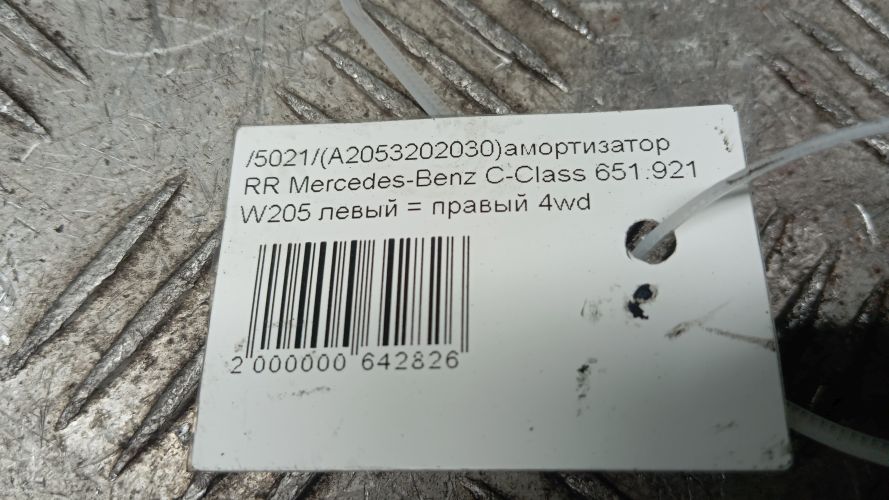 /5021/(A2053202030)амортизатор
RR Mercedes-Benz C-Class 651.921
W205 левый = правый 4wd
2 000000 642826